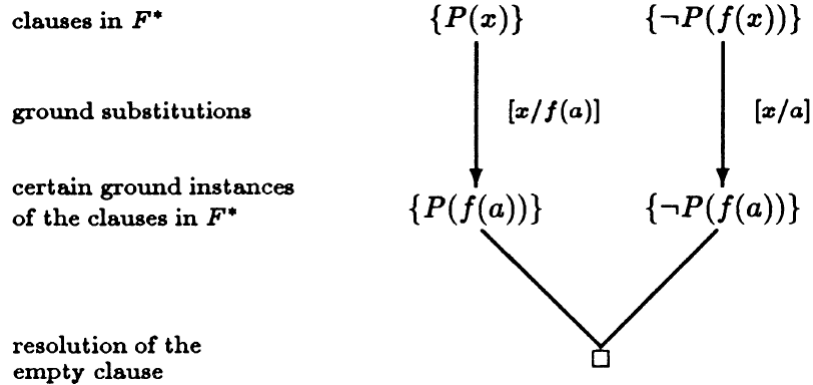 clauses in F* {P(x)} {¬P(f(x))}
ground substitutions [x/f(a)] [x/a]
certain ground instances
of the clauses in F* {P(f(a))} {¬P(f(a))}
resolution of the
empty clause □